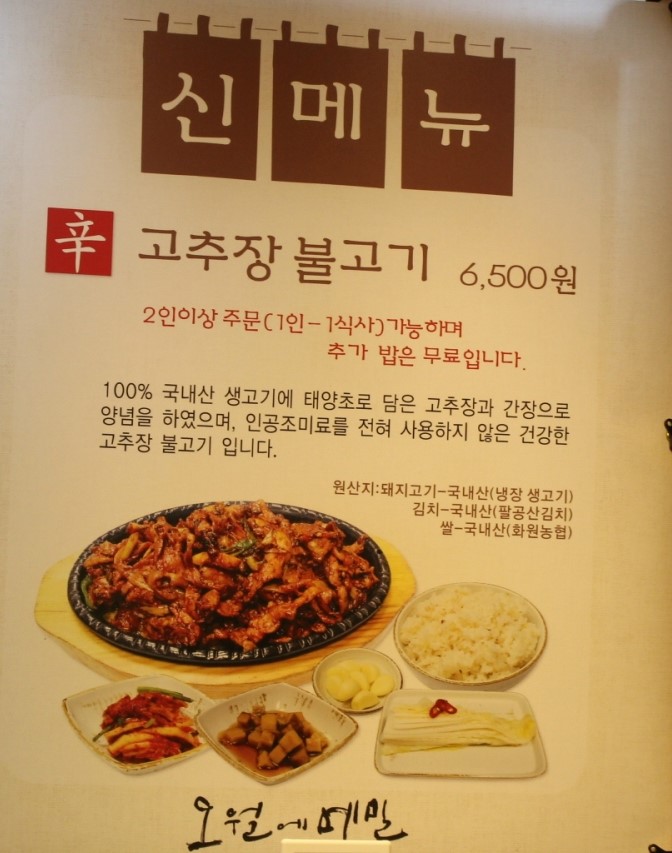 신메뉴
辛 고추장 불고기 6,500원
2인이상 주문(1인-1식사)가능하며
추가 밥은 무료입니다.
100% 국내산 생고기에 태양초로 담은 고추장과 간장으로
양념을 하였으며, 인공조미료를 전혀 사용하지 않은 건강한
고추장 불고기 입니다.
원산지:돼지고기-국내산(냉장 생고기)
김치-국내산(팔공산김치)
쌀-국내산(화원농협)
오월에메밀